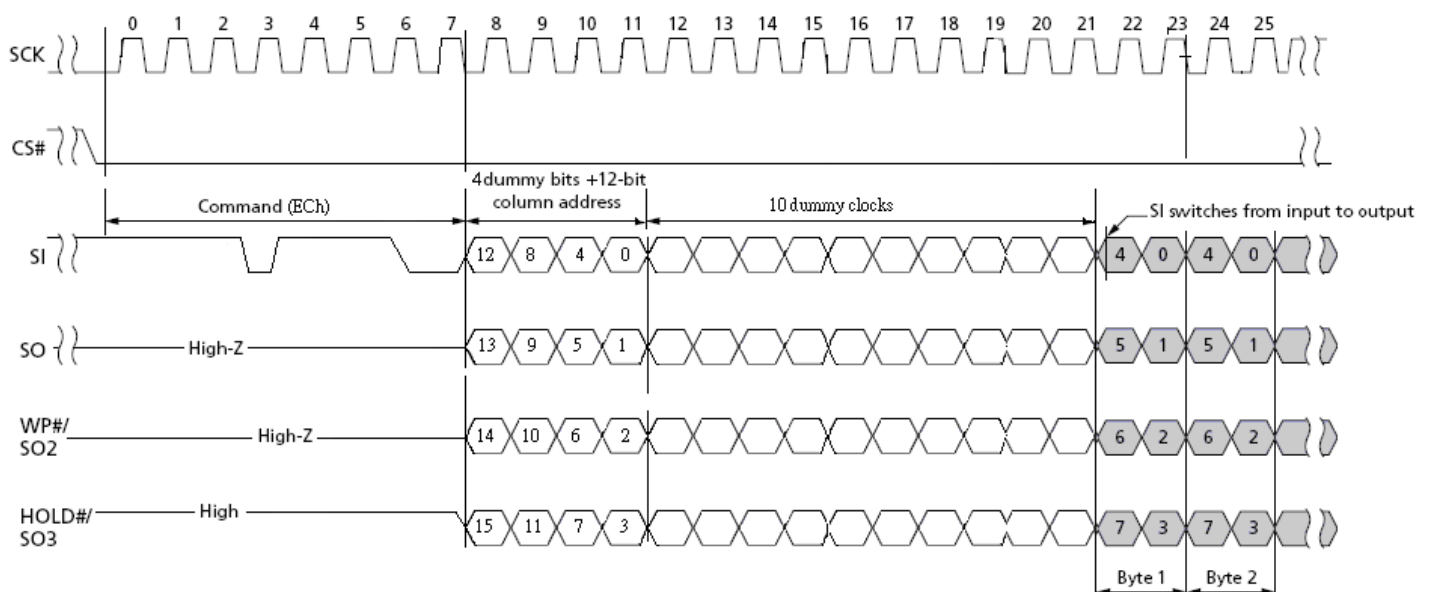 0 1 2 3 4 5 6 7 8 9 10 11 12 13 14 15 16 17 18 19 20 21 22 23 24 25
SCK
CS#
4dummy bits +12-bit
column address
Command (ECh)
10 dummy clocks
SI switches from input to output
SI 12 8 4 0 4 0 4 0
SO High-Z 13 9 5 1 5 1 5 1
WP#/
SO2
High-Z 14 10 6 2 6 2 6 2
HOLD#/
SO3
High 15 11 7 3 7 3 7 3
Byte 1 Byte 2